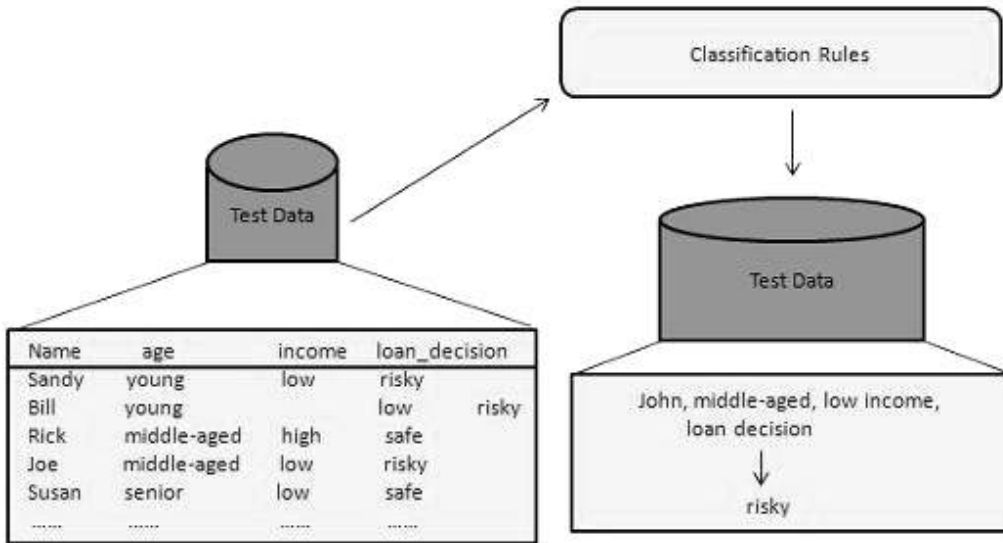 Classification Rules
Test Data
Name age income loan_decision
Sandy young low risky
Bill young low risky
Rick middle-aged high safe
Joe middle-aged low risky
Susan senior low safe
...... ...... ...... ......
Test Data
John, middle-aged, low income,
loan decision
risky